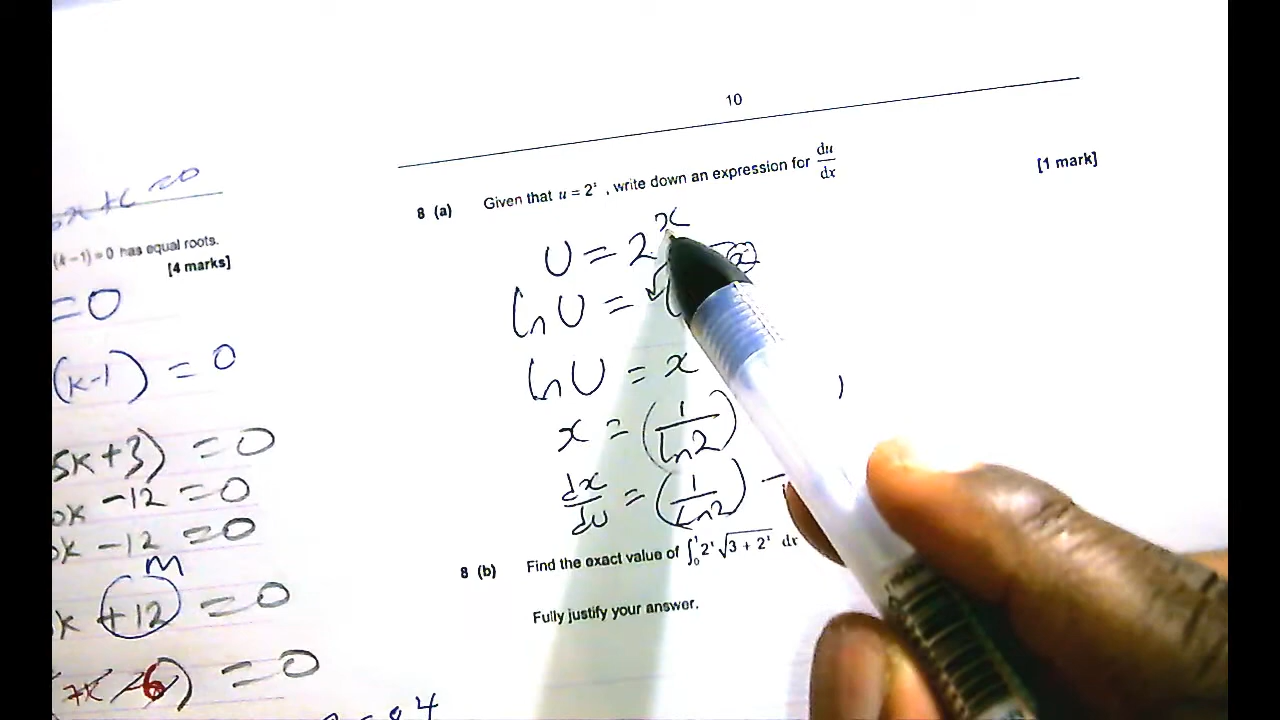 10
8 (a) Given that u = 2ˣ , write down an expression for du/dx
[1 mark]
U = 2ˣ
ln U =
ln U = x
x = (1/ln2)
dx/du = (1/ln2)
8 (b) Find the exact value of ∫₀¹ 2ˣ √(3 + 2ˣ) dx
Fully justify your answer.
x + c = 0
(k – 1) = 0 has equal roots.
[4 marks]
= 0
(k-1) = 0
5k+3) = 0
k -12 = 0
k -12 = 0
m
k +12 = 0
= 0